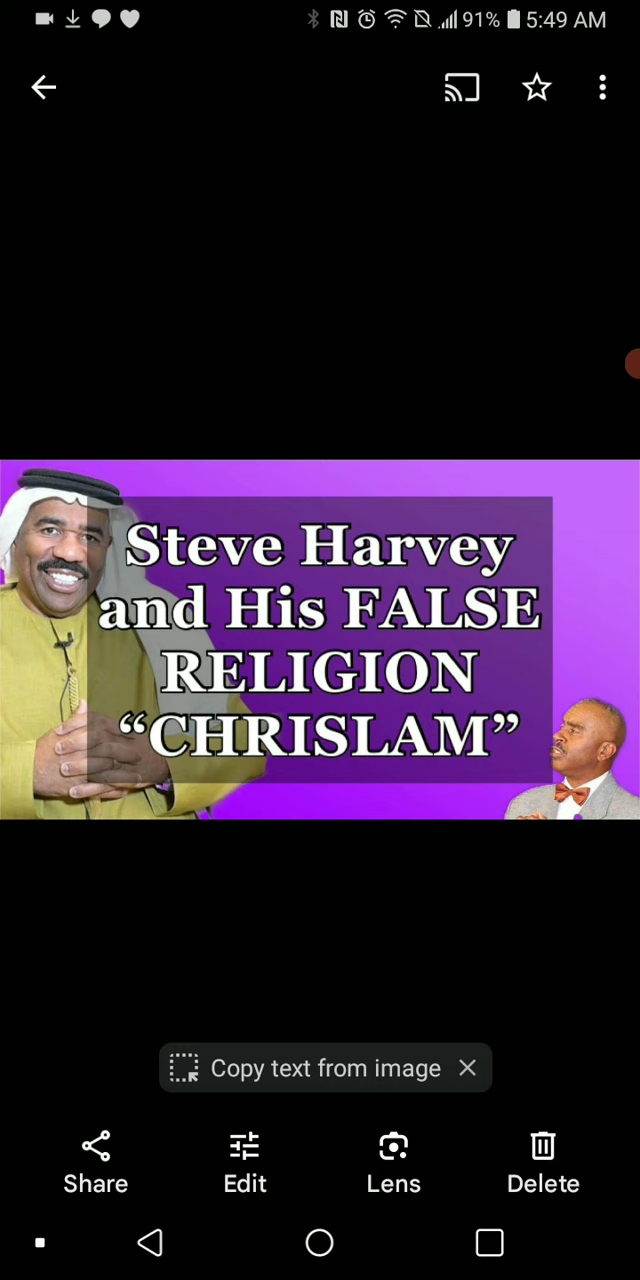 91% 5:49 AM
Steve Harvey
and His FALSE
RELIGION
“CHRISLAM”
Copy text from image
Share Edit Lens Delete